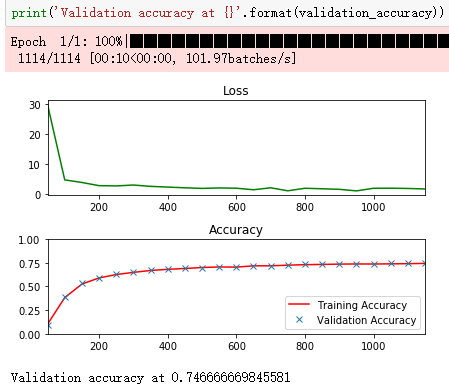 print('Validation accuracy at {}'.format(validation_accuracy))
Epoch 1/1: 100%|
1114/1114 [00:10<00:00, 101.97batches/s]
Loss
30
20
10
0
200 400 600 800 1000
Accuracy
1.00
0.75
0.50
0.25
0.00
Training Accuracy
Validation Accuracy
200 400 600 800 1000
Validation accuracy at 0.746666669845581